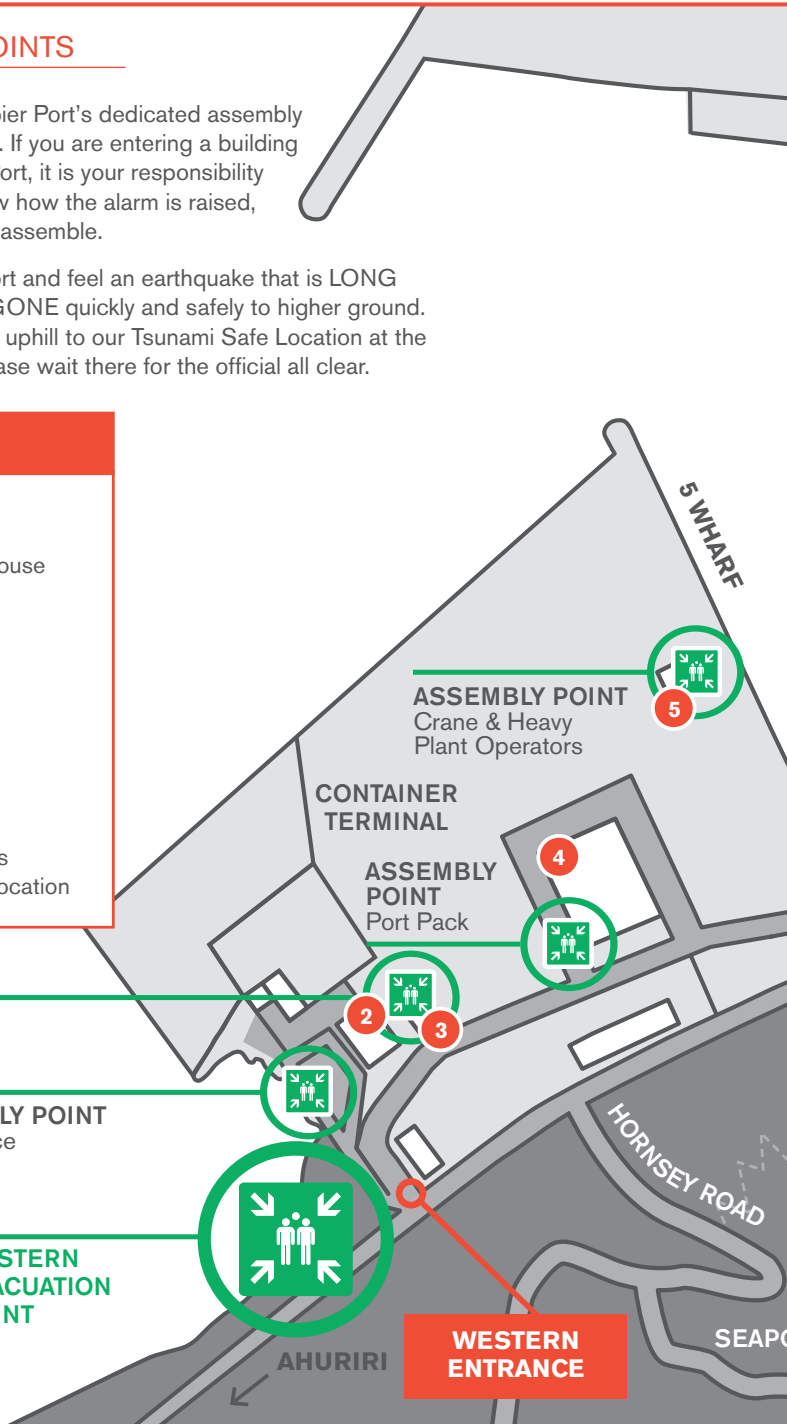 OINTS
ier Port's dedicated assembly
. If you are entering a building
ort, it is your responsibility
w how the alarm is raised,
assemble.
rt and feel an earthquake that is LONG
GONE quickly and safely to higher ground.
uphill to our Tsunami Safe Location at the
ase wait there for the official all clear.
ouse
s
ocation
5 WHARF
ASSEMBLY POINT
Crane & Heavy
Plant Operators
5
CONTAINER
TERMINAL
4
ASSEMBLY
POINT
Port Pack
2
3
LY POINT
ce
STERN
ACUATION
NT
HORNSEY ROAD
SEAPO
WESTERN
ENTRANCE
AHURIRI